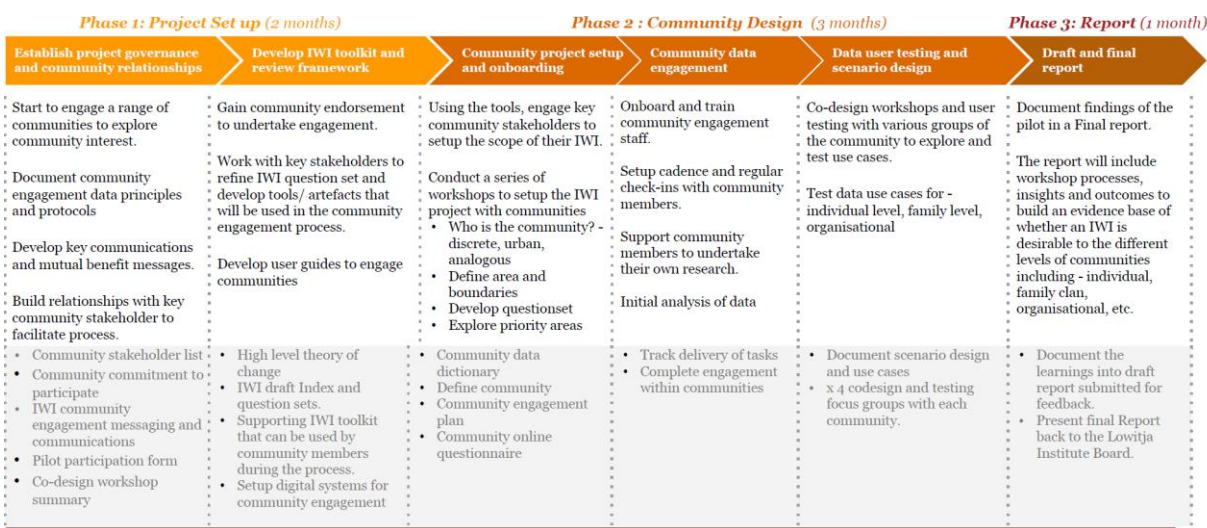 Phase 1: Project Set up (2 months)
Phase 2 : Community Design (3 months)
Phase 3: Report (1 month)
Establish project governance
and community relationships
Develop IWI toolkit and
review framework
Community project setup
and onboarding
Community data
engagement
Data user testing and
scenario design
Draft and final
report
Start to engage a range of
communities to explore
community interest.
Document community
engagement data principles
and protocols
Develop key communications
and mutual benefit messages.
Build relationships with key
community stakeholder to
facilitate process.
Gain community endorsement
to undertake engagement.
Work with key stakeholders to
refine IWI question set and
develop tools/ artefacts that
will be used in the community
engagement process.
Develop user guides to engage
communities
Using the tools, engage key
community stakeholders to
setup the scope of their IWI.
Conduct a series of
workshops to setup the IWI
project with communities
• Who is the community? -
discrete, urban,
analogous
• Define area and
boundaries
• Develop questionset
• Explore priority areas
Onboard and train
community engagement
staff.
Setup cadence and regular
check-ins with community
members.
Support community
members to undertake
their own research.
Initial analysis of data
Co-design workshops and user
testing with various groups of
the community to explore and
test use cases.
Test data use cases for -
individual level, family level,
organisational
Document findings of the
pilot in a Final report.
The report will include
workshop processes,
insights and outcomes to
build an evidence base of
whether an IWI is
desirable to the different
levels of communities
including - individual,
family clan,
organisational, etc.
• Community stakeholder list
• Community commitment to
participate
• IWI community
engagement messaging and
communications
• Pilot participation form
• Co-design workshop
summary
• High level theory of
change
• IWI draft Index and
question sets.
• Supporting IWI toolkit
that can be used by
community members
during the process.
• Setup digital systems for
community engagement
• Community data
dictionary
• Define community
• Community engagement
plan
• Community online
questionnaire
• Track delivery of tasks
• Complete engagement
within communities
• Document scenario design
and use cases
• x 4 codesign and testing
focus groups with each
community.
• Document the
learnings into draft
report submitted for
feedback.
• Present final Report
back to the Lowitja
Institute Board.